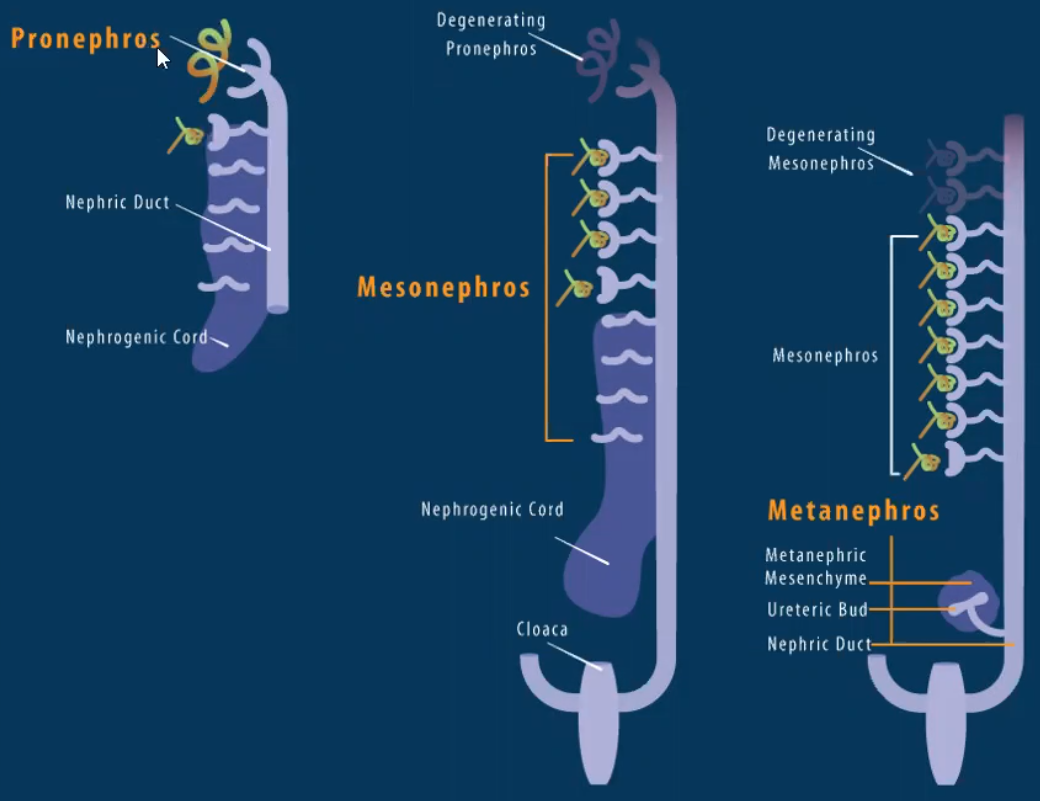 Pronephros
Nephric Duct
Nephrogenic Cord
Degenerating
Pronephros
Mesonephros
Nephrogenic Cord
Cloaca
Degenerating
Mesonephros
Mesonephros
Metanephros
Metanephric
Mesenchyme
Ureteric Bud
Nephric Duct